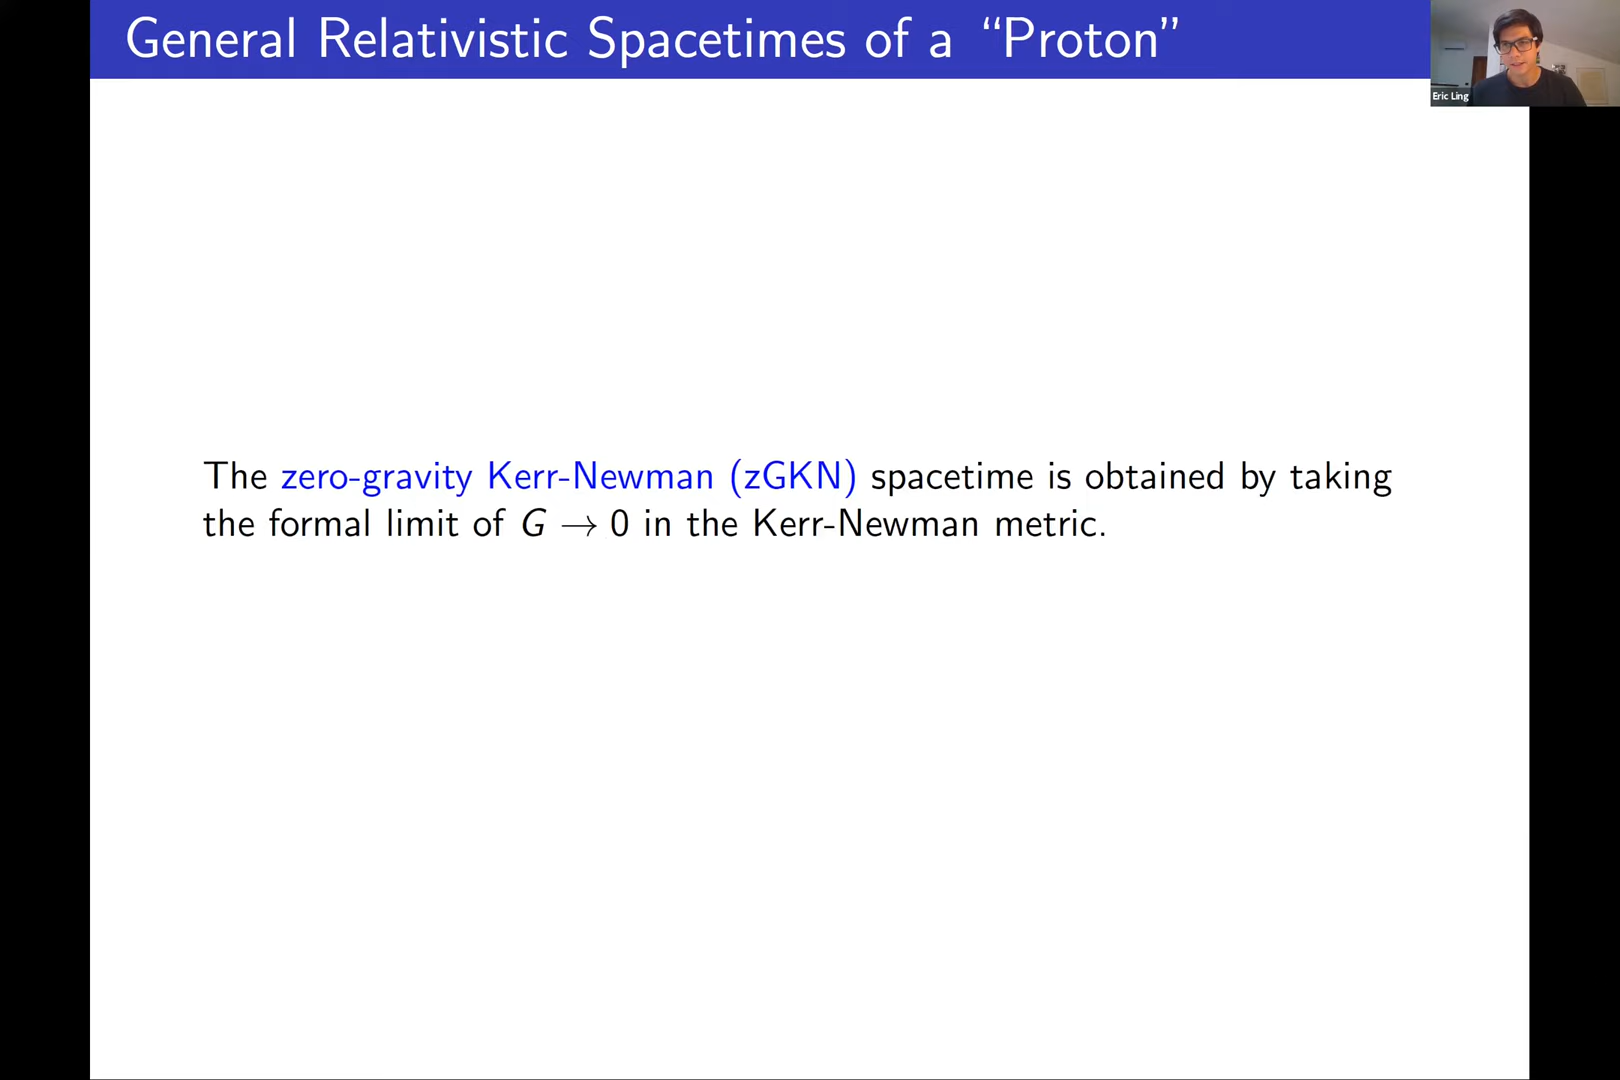 General Relativistic Spacetimes of a “Proton”
Eric Ling
The zero-gravity Kerr-Newman (zGKN) spacetime is obtained by taking
the formal limit of G → 0 in the Kerr-Newman metric.